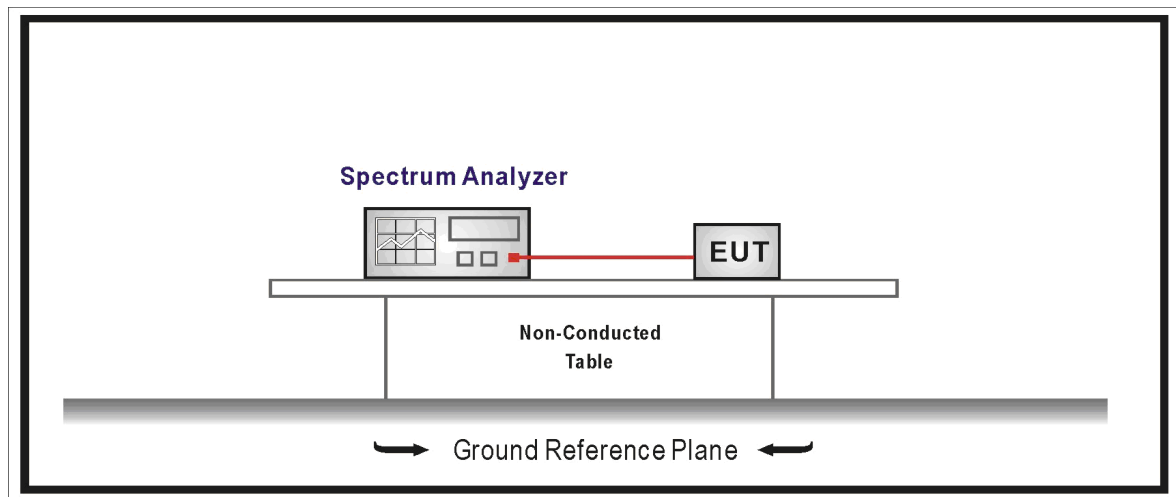 Spectrum Analyzer
EUT
Non-Conducted
Table
Ground Reference Plane